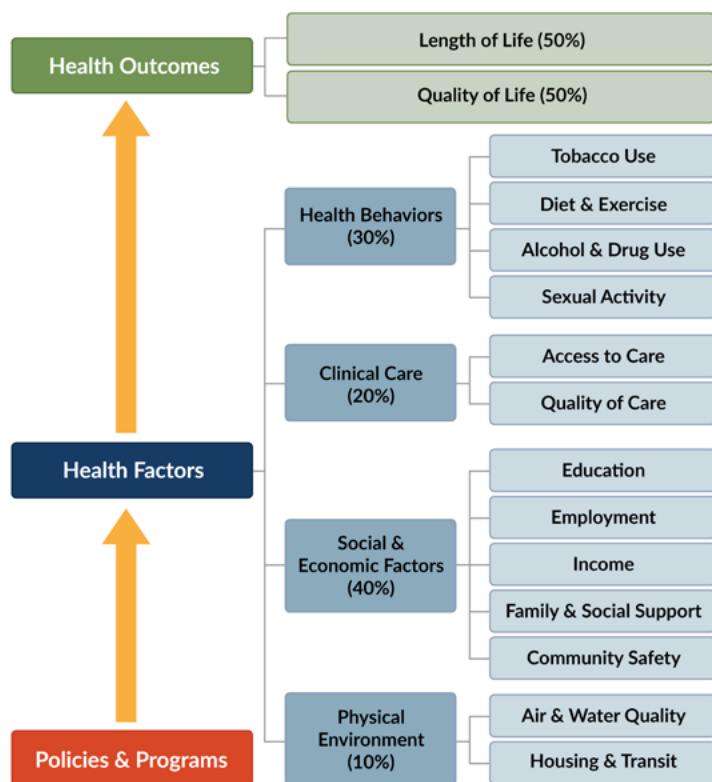 Health Outcomes
Length of Life (50%)
Quality of Life (50%)
Health Factors
Health Behaviors
(30%)
Tobacco Use
Diet & Exercise
Alcohol & Drug Use
Sexual Activity
Clinical Care
(20%)
Access to Care
Quality of Care
Social &
Economic Factors
(40%)
Education
Employment
Income
Family & Social Support
Community Safety
Physical
Environment
(10%)
Air & Water Quality
Housing & Transit
Policies & Programs